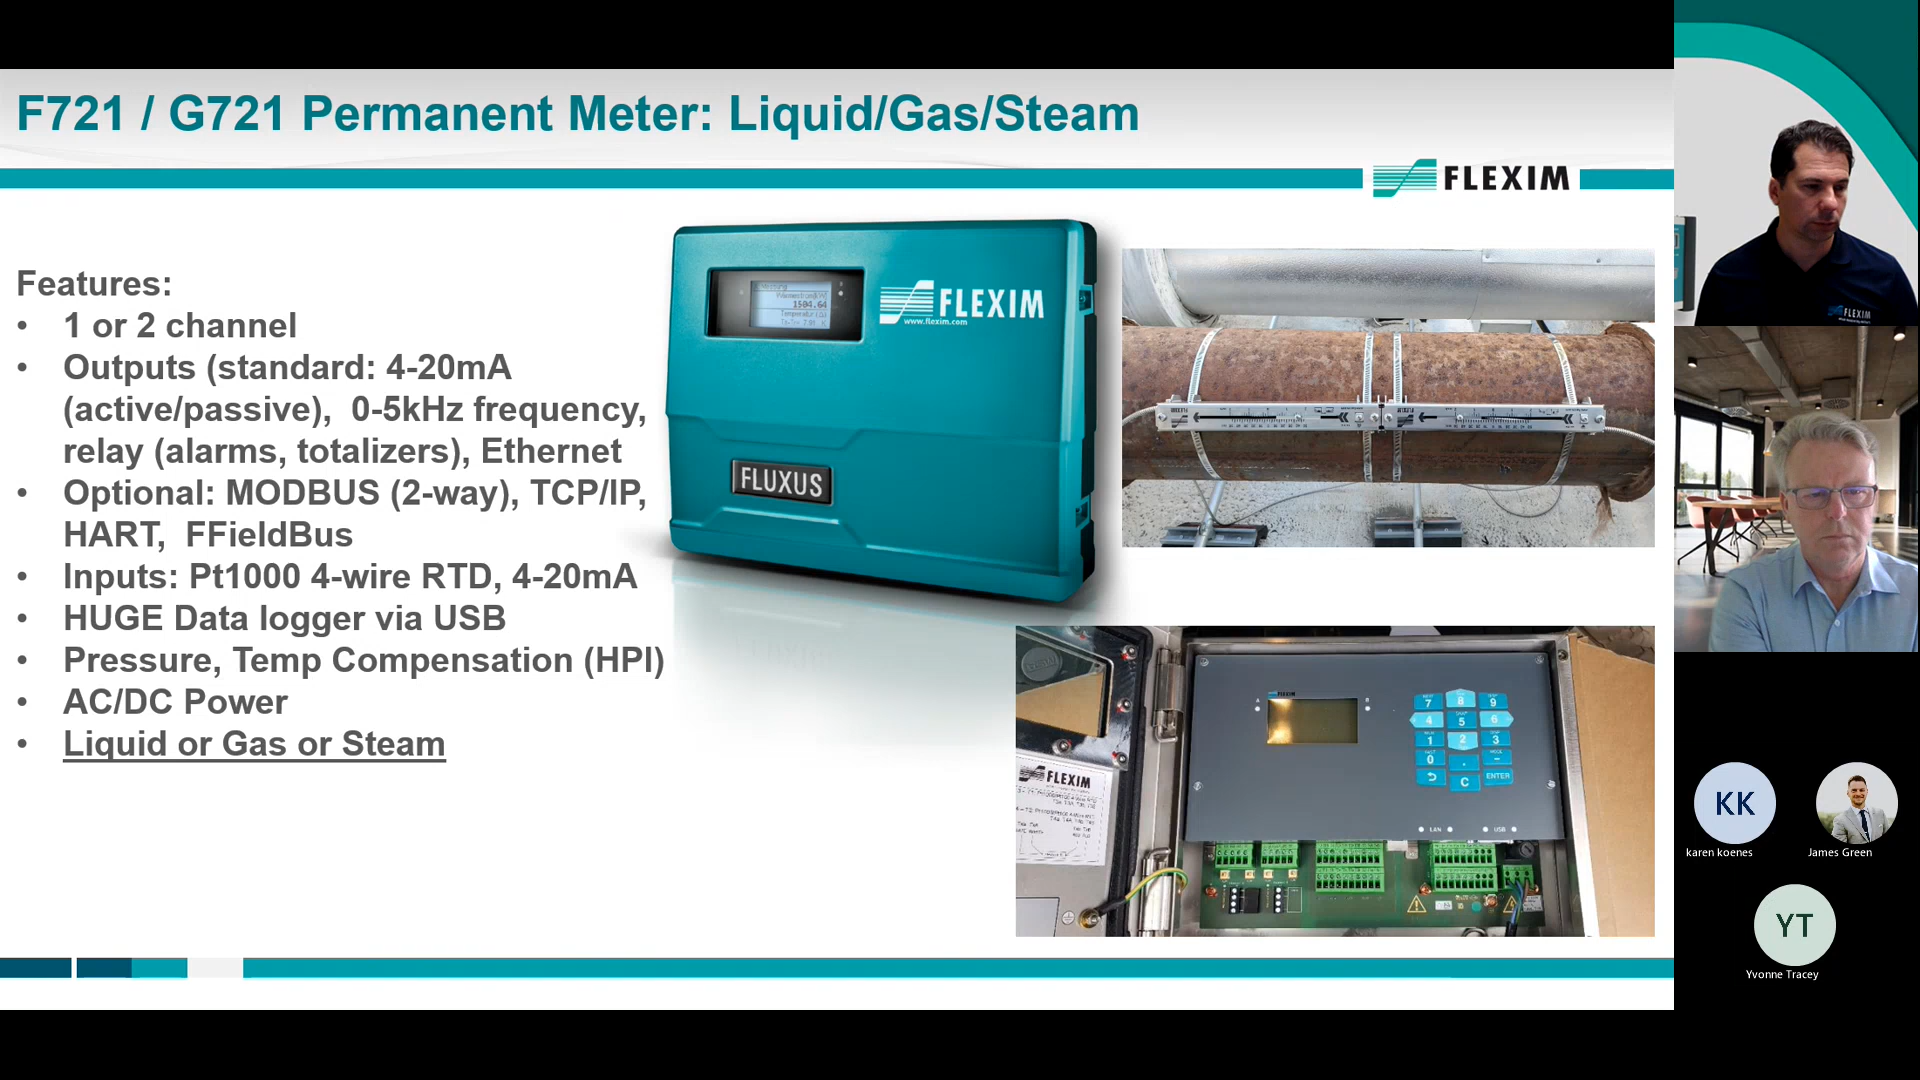 F721 / G721 Permanent Meter: Liquid/Gas/Steam
FLEXIM
Features:
• 1 or 2 channel
• Outputs (standard: 4-20mA
(active/passive), 0-5kHz frequency,
relay (alarms, totalizers), Ethernet
• Optional: MODBUS (2-way), TCP/IP,
HART, FFieldBus
• Inputs: Pt1000 4-wire RTD, 4-20mA
• HUGE Data logger via USB
• Pressure, Temp Compensation (HPI)
• AC/DC Power
• Liquid or Gas or Steam
1504.64
FLEXIM
www.flexim.com
FLUXUS
FLEXIM
A
B
7 8 9
4 5 6
1 2 3
0 . -
C ENTER
LAN USB
FLEXIM
FLEXIM
KK
karen koenes
James Green
YT
Yvonne Tracey